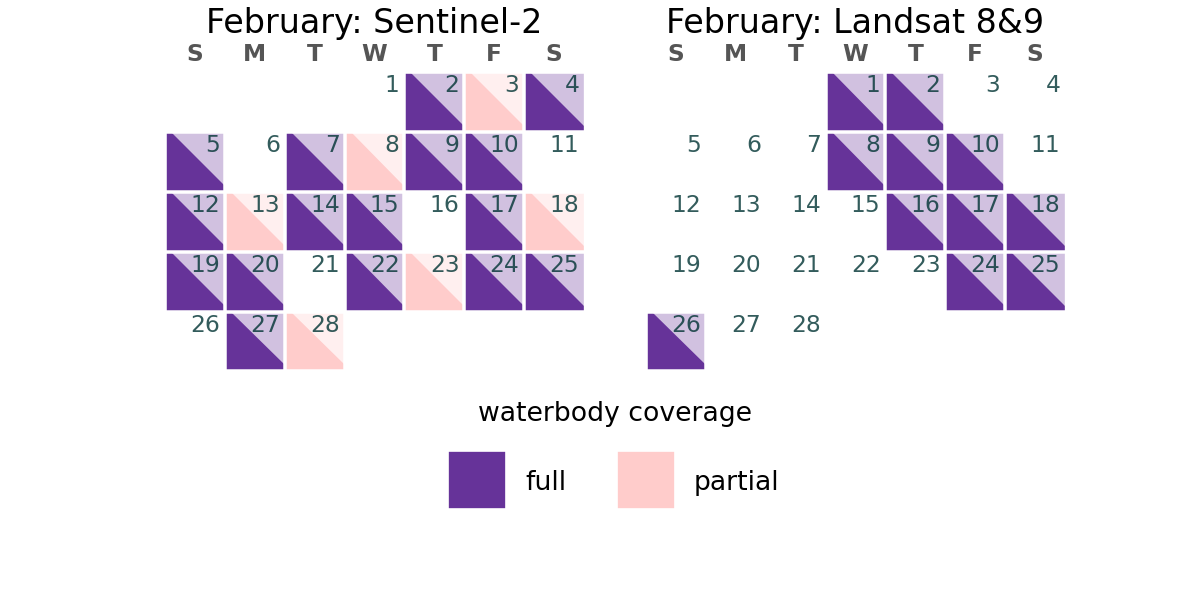 February: Sentinel-2
S M T W T F S
1 2 3 4
5 6 7 8 9 10 11
12 13 14 15 16 17 18
19 20 21 22 23 24 25
26 27 28
February: Landsat 8&9
S M T W T F S
1 2 3 4
5 6 7 8 9 10 11
12 13 14 15 16 17 18
19 20 21 22 23 24 25
26 27 28
waterbody coverage
full partial